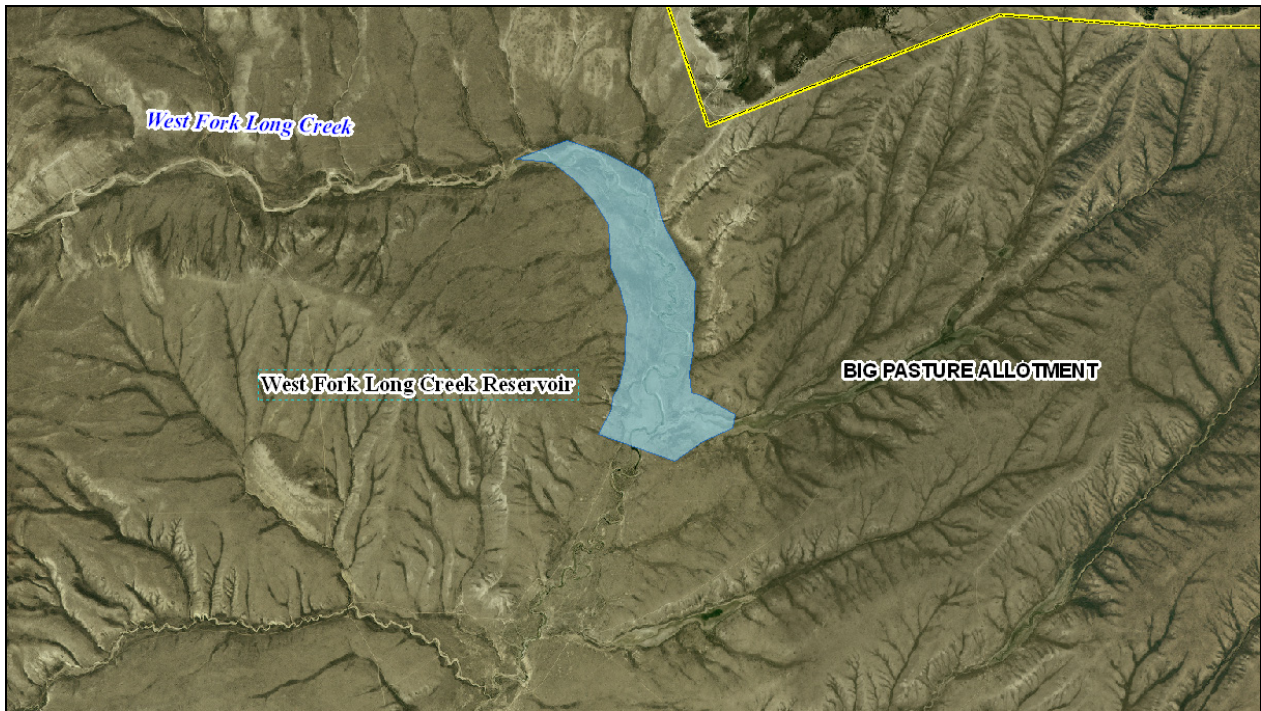 West Fork Long Creek
BIG PASTURE ALLOTMENT
West Fork Long Creek Reservoir